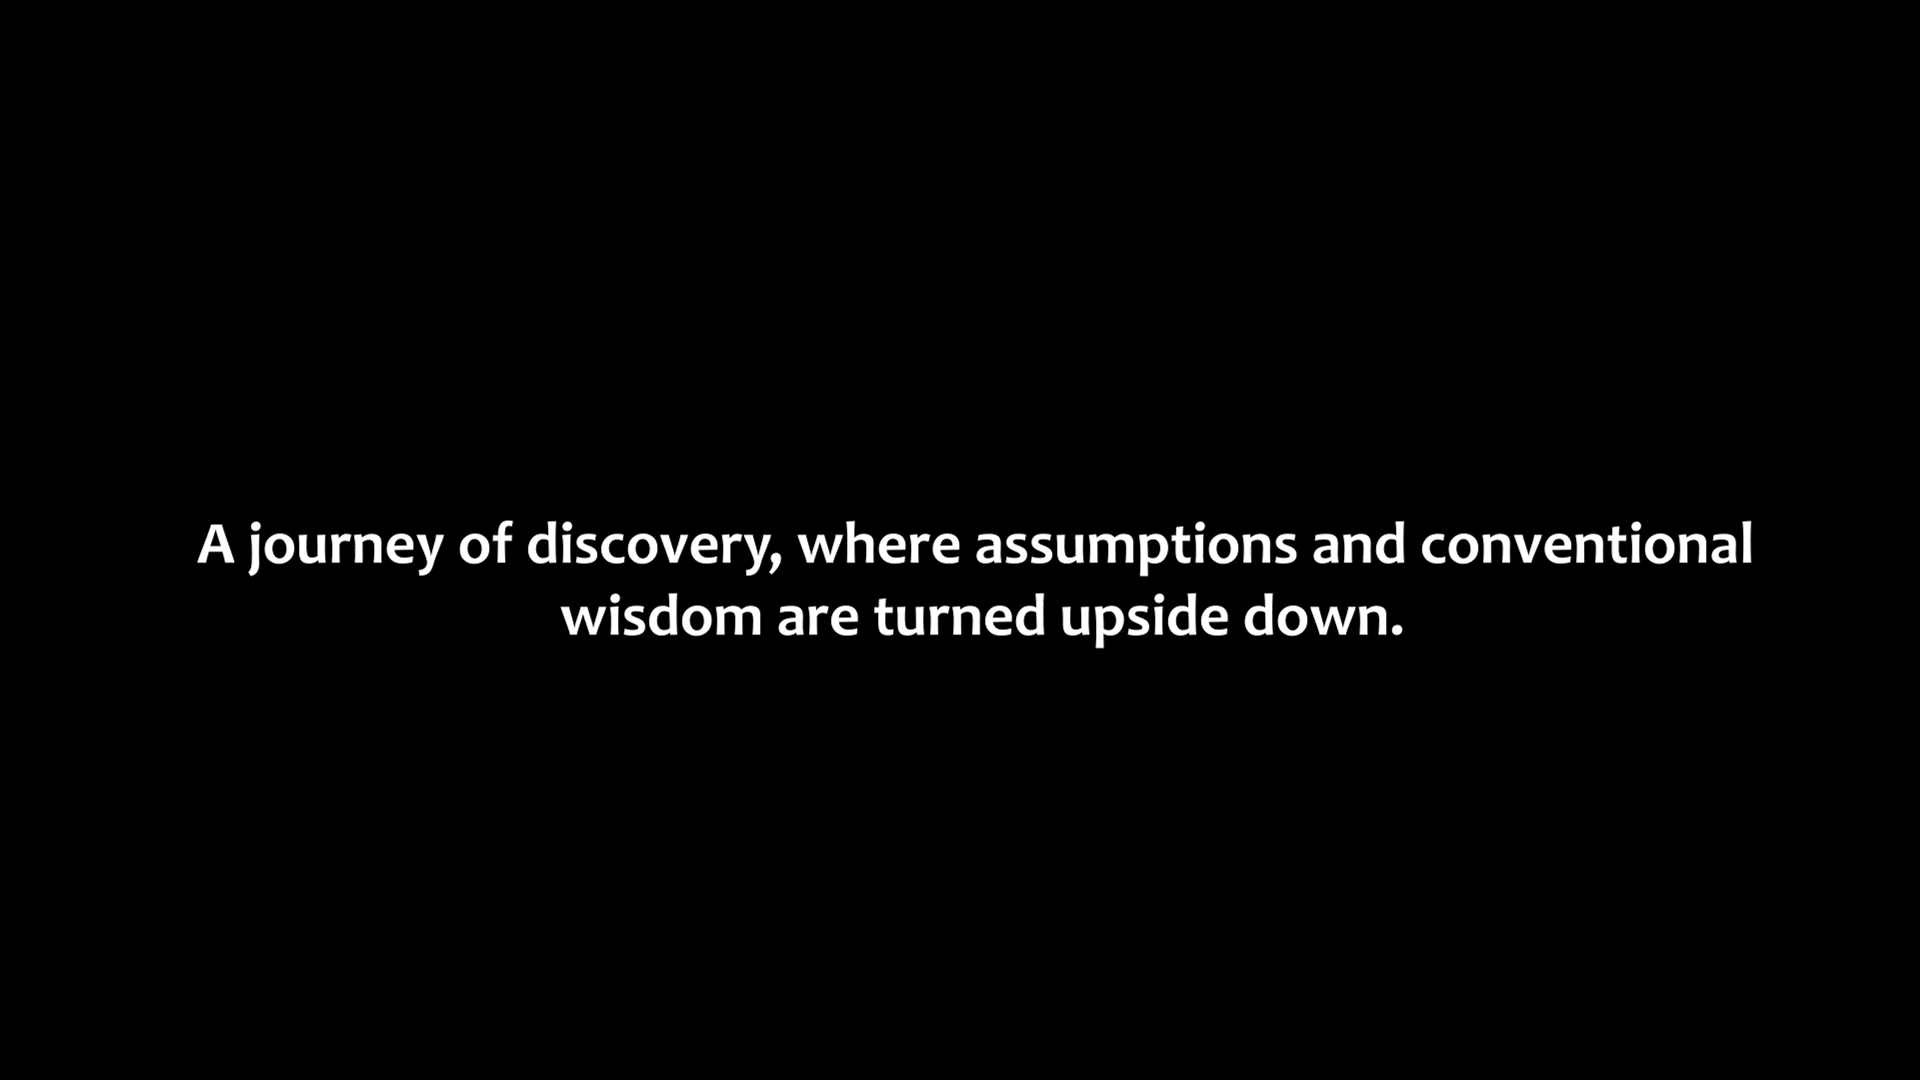 A journey of discovery, where assumptions and conventional
wisdom are turned upside down.